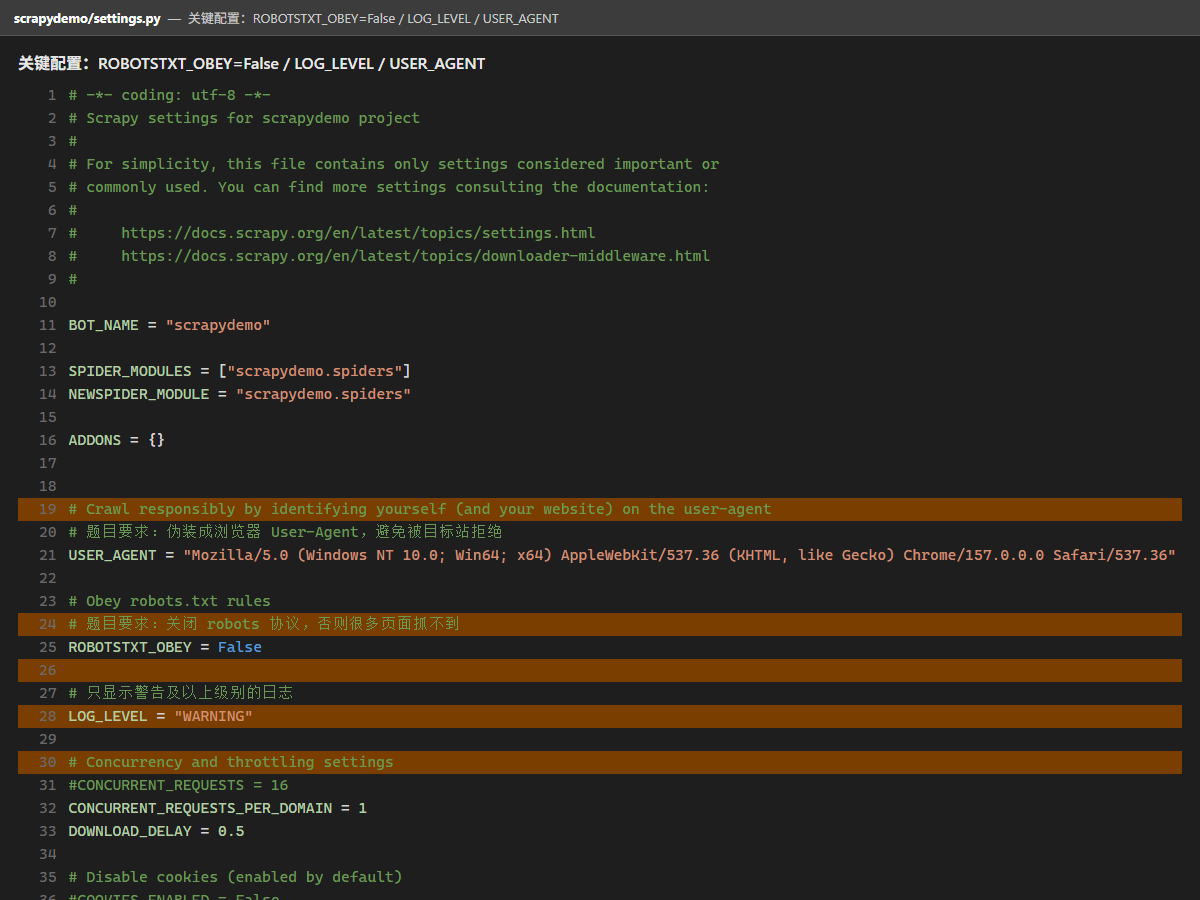 scrapydemo/settings.py — 关键配置：ROBOTSTXT_OBEY=False / LOG_LEVEL / USER_AGENT
关键配置：ROBOTSTXT_OBEY=False / LOG_LEVEL / USER_AGENT
1 # -*- coding: utf-8 -*-
2 # Scrapy settings for scrapydemo project
3 #
4 # For simplicity, this file contains only settings considered important or
5 # commonly used. You can find more settings consulting the documentation:
6 #
7 #     https://docs.scrapy.org/en/latest/topics/settings.html
8 #     https://docs.scrapy.org/en/latest/topics/downloader-middleware.html
9 #
10
11 BOT_NAME = "scrapydemo"
12
13 SPIDER_MODULES = ["scrapydemo.spiders"]
14 NEWSPIDER_MODULE = "scrapydemo.spiders"
15
16 ADDONS = {}
17
18
19 # Crawl responsibly by identifying yourself (and your website) on the user-agent
20 # 题目要求：伪装成浏览器 User-Agent，避免被目标站拒绝
21 USER_AGENT = "Mozilla/5.0 (Windows NT 10.0; Win64; x64) AppleWebKit/537.36 (KHTML, like Gecko) Chrome/157.0.0.0 Safari/537.36"
22
23 # Obey robots.txt rules
24 # 题目要求：关闭 robots 协议，否则很多页面抓不到
25 ROBOTSTXT_OBEY = False
26
27 # 只显示警告及以上级别的日志
28 LOG_LEVEL = "WARNING"
29
30 # Concurrency and throttling settings
31 #CONCURRENT_REQUESTS = 16
32 CONCURRENT_REQUESTS_PER_DOMAIN = 1
33 DOWNLOAD_DELAY = 0.5
34
35 # Disable cookies (enabled by default)
36 #COOKIES_ENABLED = False